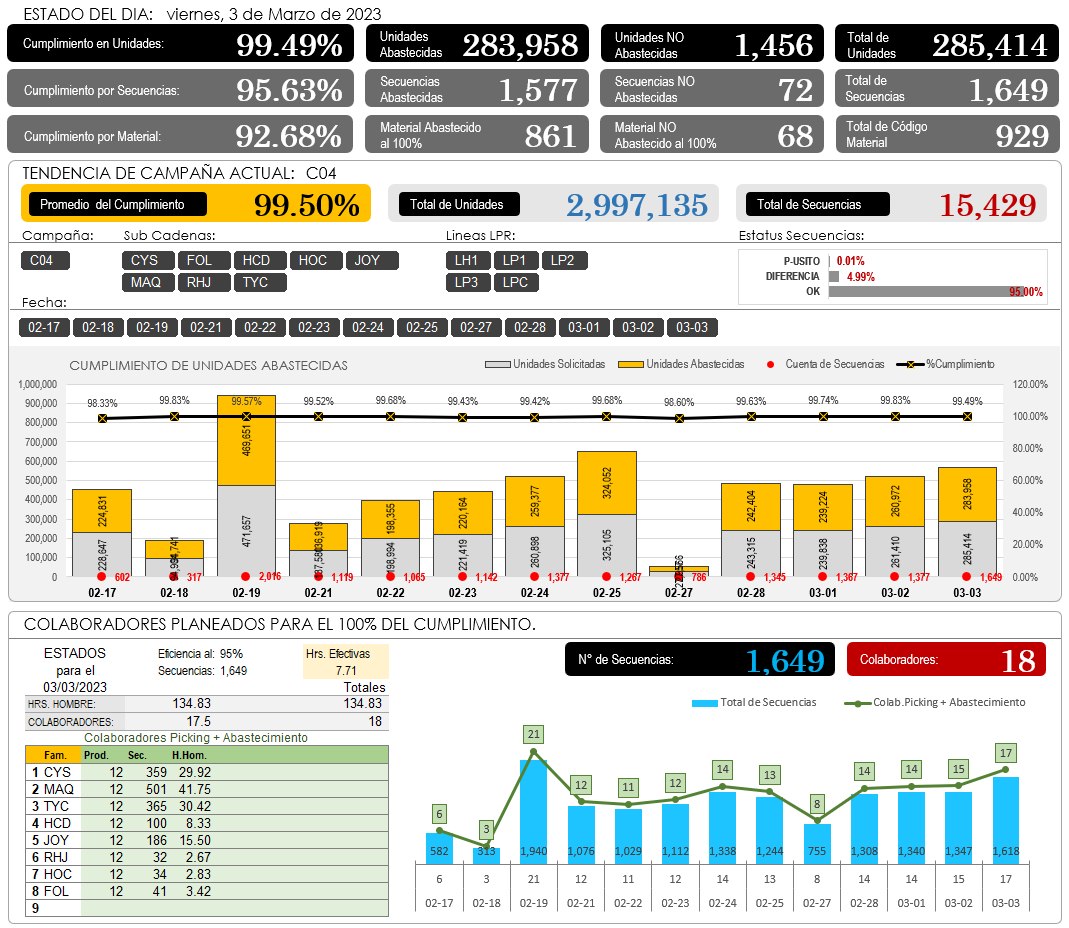 ESTADO DEL DIA: viernes, 3 de Marzo de 2023
Cumplimiento en Unidades: 99.49% Unidades Abastecidas 283,958 Unidades NO Abastecidas 1,456 Total de Unidades 285,414
Cumplimiento por Secuencias: 95.63% Secuencias Abastecidas 1,577 Secuencias NO Abastecidas 72 Total de Secuencias 1,649
Cumplimiento por Material: 92.68% Material Abastecido al 100% 861 Material NO Abastecido al 100% 68 Total de Código Material 929
TENDENCIA DE CAMPAÑA ACTUAL: C04
Promedio del Cumplimiento 99.50% Total de Unidades 2,997,135 Total de Secuencias 15,429
Campaña: Sub Cadenas: Lineas LPR: Estatus Secuencias:
C04 CYS FOL HCD HOC JOY LH1 LP1 LP2
MAQ RHJ TYC LP3 LPC
P-USITO 0.01%
DIFERENCIA 4.99%
OK 95.00%
Fecha:
02-17 02-18 02-19 02-21 02-22 02-23 02-24 02-25 02-27 02-28 03-01 03-02 03-03
CUMPLIMIENTO DE UNIDADES ABASTECIDAS
Unidades Solicitadas Unidades Abastecidas Cuenta de Secuencias %Cumplimiento
1,000,000
900,000
800,000
700,000
600,000
500,000
400,000
300,000
200,000
100,000
0
120.00%
100.00%
80.00%
60.00%
40.00%
20.00%
0.00%
98.33% 99.83% 99.57% 99.52% 99.68% 99.43% 99.42% 99.68% 98.60% 99.63% 99.74% 99.83% 99.49%
224,831 469,651 136,919 198,355 220,164 259,377 324,052 242,404 239,224 260,972 283,958
228,647 471,657 198,994 221,419 260,898 325,105 243,315 239,838 261,410 285,414
602 317 2,016 1,119 1,065 1,142 1,377 1,267 786 1,345 1,367 1,377 1,649
02-17 02-18 02-19 02-21 02-22 02-23 02-24 02-25 02-27 02-28 03-01 03-02 03-03
COLABORADORES PLANEADOS PARA EL 100% DEL CUMPLIMIENTO.
ESTADOS Eficiencia al: 95% Hrs. Efectivas
para el Secuencias: 1,649 7.71
03/03/2023 Totales
HRS. HOMBRE: 134.83 134.83
COLABORADORES: 17.5 18
Colaboradores Picking + Abastecimiento
Fam. Prod. Sec. H.Hom.
1 CYS 12 359 29.92
2 MAQ 12 501 41.75
3 TYC 12 365 30.42
4 HCD 12 100 8.33
5 JOY 12 186 15.50
6 RHJ 12 32 2.67
7 HOC 12 34 2.83
8 FOL 12 41 3.42
9
N° de Secuencias: 1,649 Colaboradores: 18
Total de Secuencias Colab.Picking + Abastecimiento
6 3 21 12 11 12 14 13 8 14 14 15 17
582 313 1,940 1,076 1,029 1,112 1,338 1,244 755 1,308 1,340 1,347 1,618
6 3 21 12 11 12 14 13 8 14 14 15 17
02-17 02-18 02-19 02-21 02-22 02-23 02-24 02-25 02-27 02-28 03-01 03-02 03-03